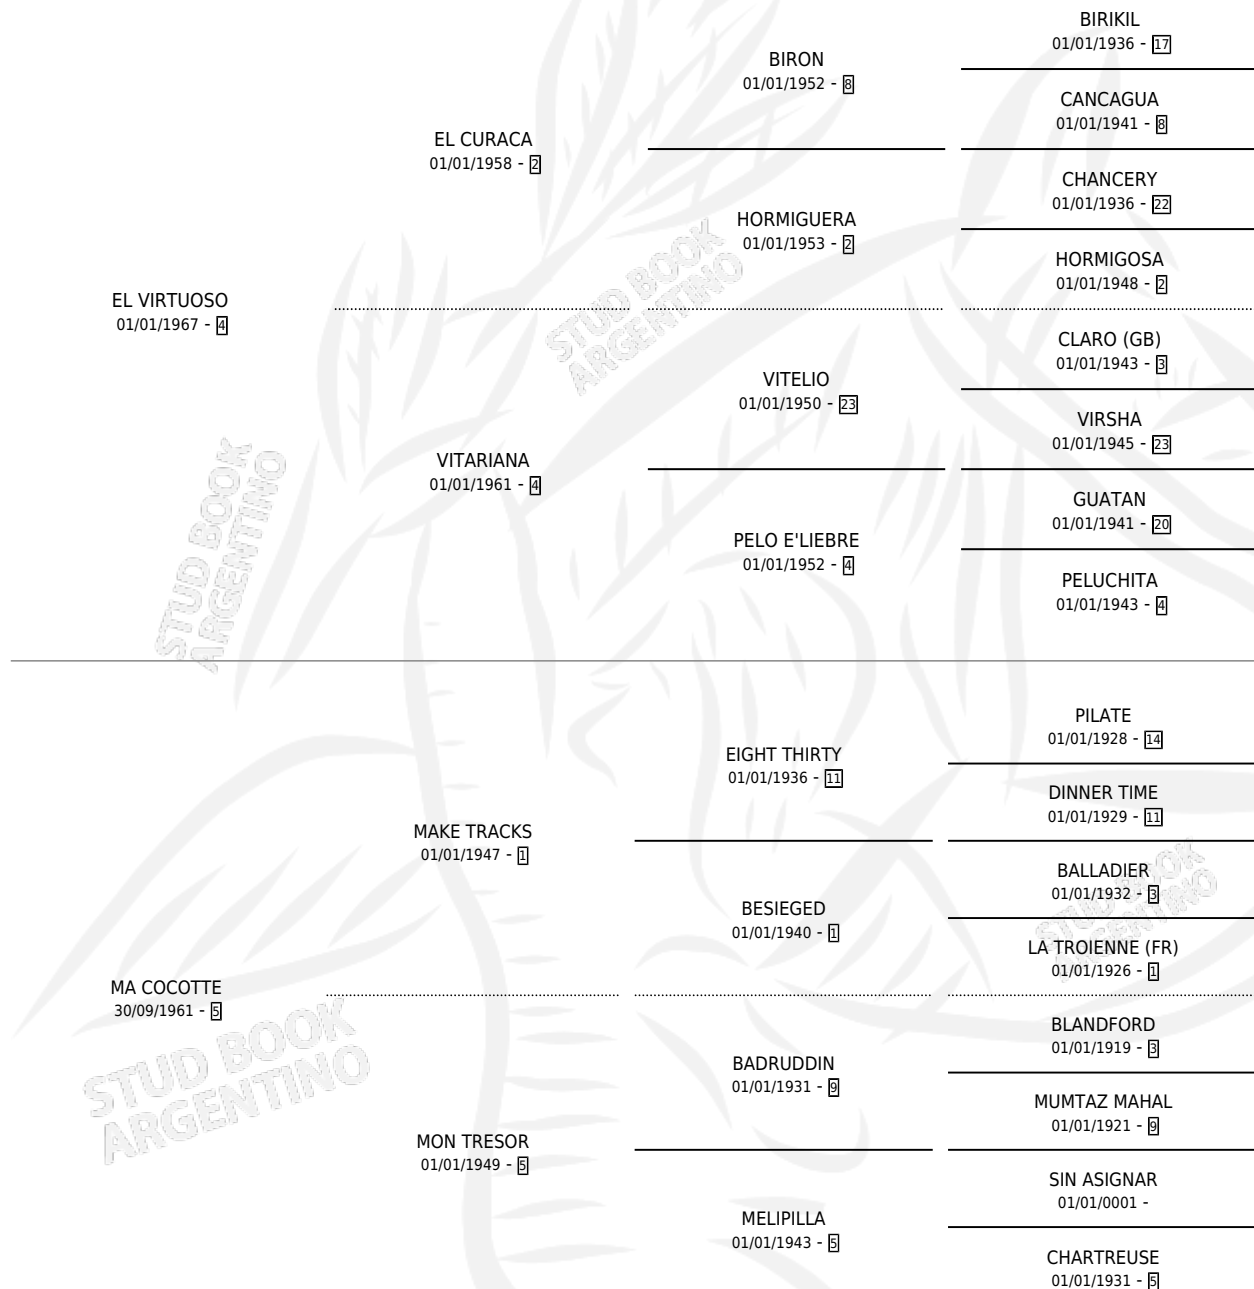 BIRIKIL
01/01/1936 - 17
BIRON
01/01/1952 - 8
CANCAGUA
01/01/1941 - 8
EL CURACA
01/01/1958 - 2
CHANCERY
01/01/1936 - 22
HORMIGUERA
01/01/1953 - 2
HORMIGOSA
01/01/1948 - 2
EL VIRTUOSO
01/01/1967 - 4
CLARO (GB)
01/01/1943 - 3
VITELIO
01/01/1950 - 23
VIRSHA
01/01/1945 - 23
VITARIANA
01/01/1961 - 4
GUATAN
01/01/1941 - 20
PELO E'LIEBRE
01/01/1952 - 4
PELUCHITA
01/01/1943 - 4
PILATE
01/01/1928 - 14
EIGHT THIRTY
01/01/1936 - 11
DINNER TIME
01/01/1929 - 11
MAKE TRACKS
01/01/1947 - 1
BALLADIER
01/01/1932 - 3
BESIEGED
01/01/1940 - 1
LA TROIENNE (FR)
01/01/1926 - 1
MA COCOTTE
30/09/1961 - 5
BLANDFORD
01/01/1919 - 3
BADRUDDIN
01/01/1931 - 9
MUMTAZ MAHAL
01/01/1921 - 9
MON TRESOR
01/01/1949 - 5
SIN ASIGNAR
01/01/0001 -
MELIPILLA
01/01/1943 - 5
CHARTREUSE
01/01/1931 - 5
STUD BOOK
ARGENTINO
STUD BOOK
ARGENTINO
STUD BOOK
ARGENTINO
STUD BOOK
ARGENTINO